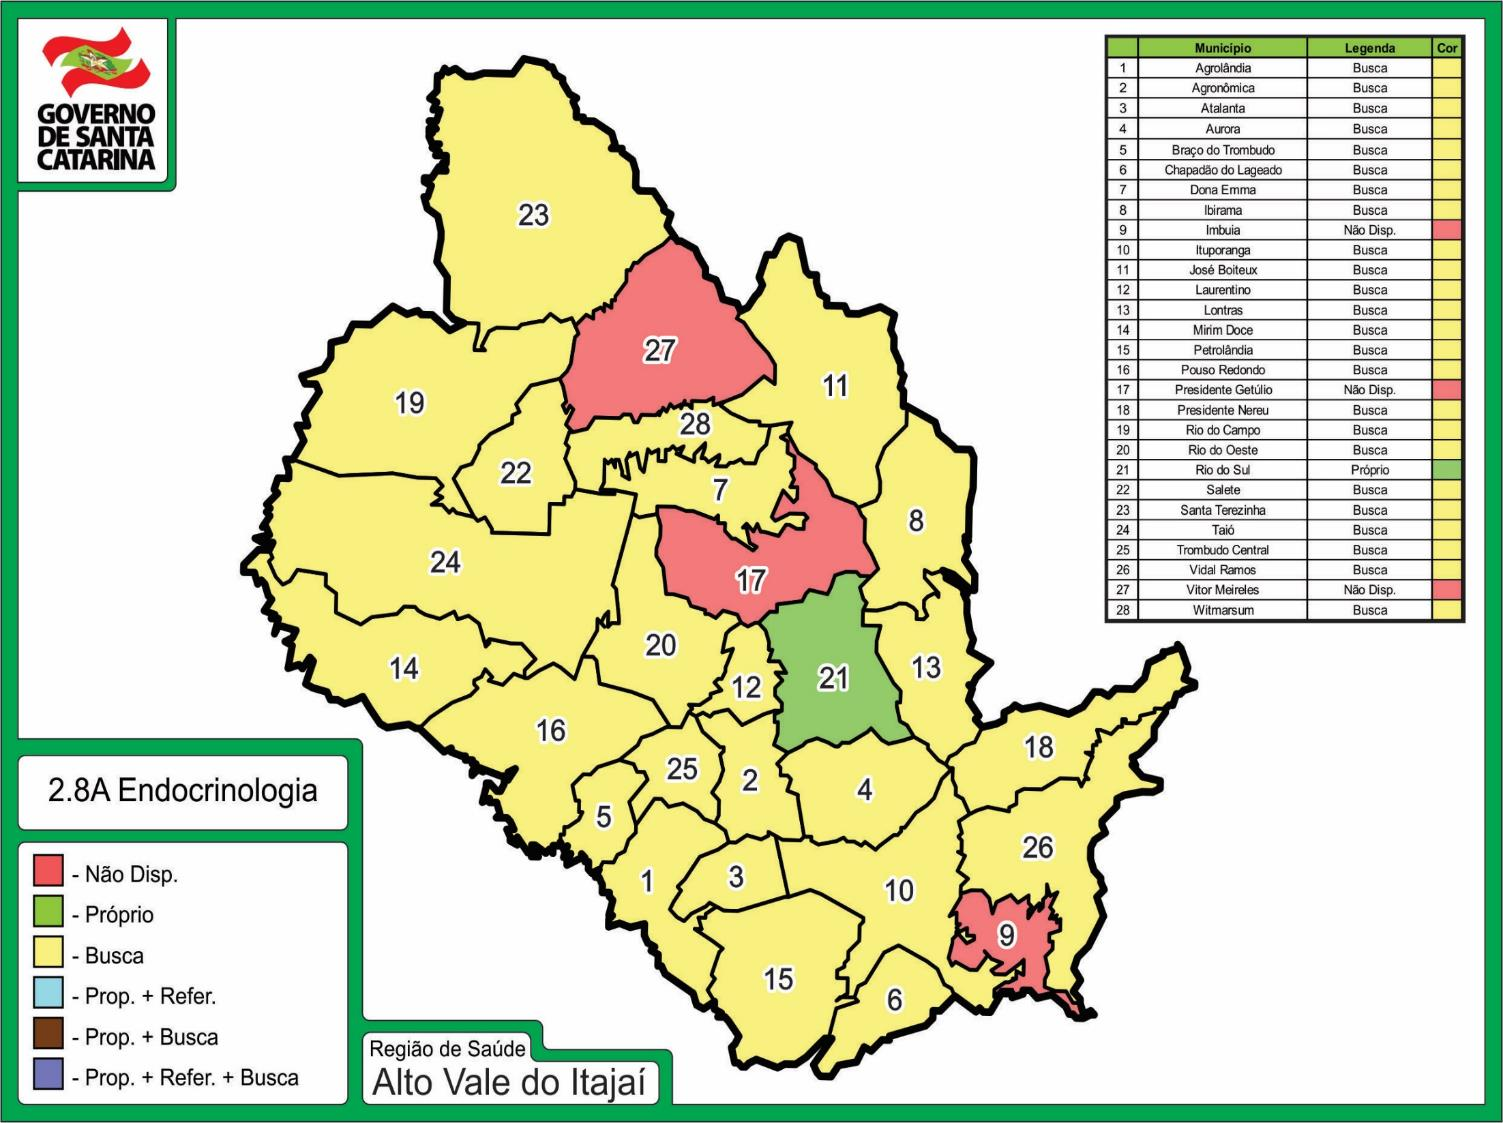 GOVERNO
DE SANTA
CATARINA
Município Legenda Cor
1 Agrolândia Busca
2 Agronômica Busca
3 Atalanta Busca
4 Aurora Busca
5 Braço do Trombudo Busca
6 Chapadão do Lageado Busca
7 Dona Emma Busca
8 Ibirama Busca
9 Imbuia Não Disp.
10 Ituporanga Busca
11 José Boiteux Busca
12 Laurentino Busca
13 Lontras Busca
14 Mirim Doce Busca
15 Petrolândia Busca
16 Pouso Redondo Busca
17 Presidente Getúlio Não Disp.
18 Presidente Nereu Busca
19 Rio do Campo Busca
20 Rio do Oeste Busca
21 Rio do Sul Próprio
22 Salete Busca
23 Santa Terezinha Busca
24 Taió Busca
25 Trombudo Central Busca
26 Vidal Ramos Busca
27 Vitor Meireles Não Disp.
28 Witmarsum Busca
23
27
11
19
28
22
7
8
24
17
20
14
12
21
13
16
18
25
2
4
5
26
1
3
10
9
15
6
2.8A Endocrinologia
- Não Disp.
- Próprio
- Busca
- Prop. + Refer.
- Prop. + Busca
- Prop. + Refer. + Busca
Região de Saúde
Alto Vale do Itajaí